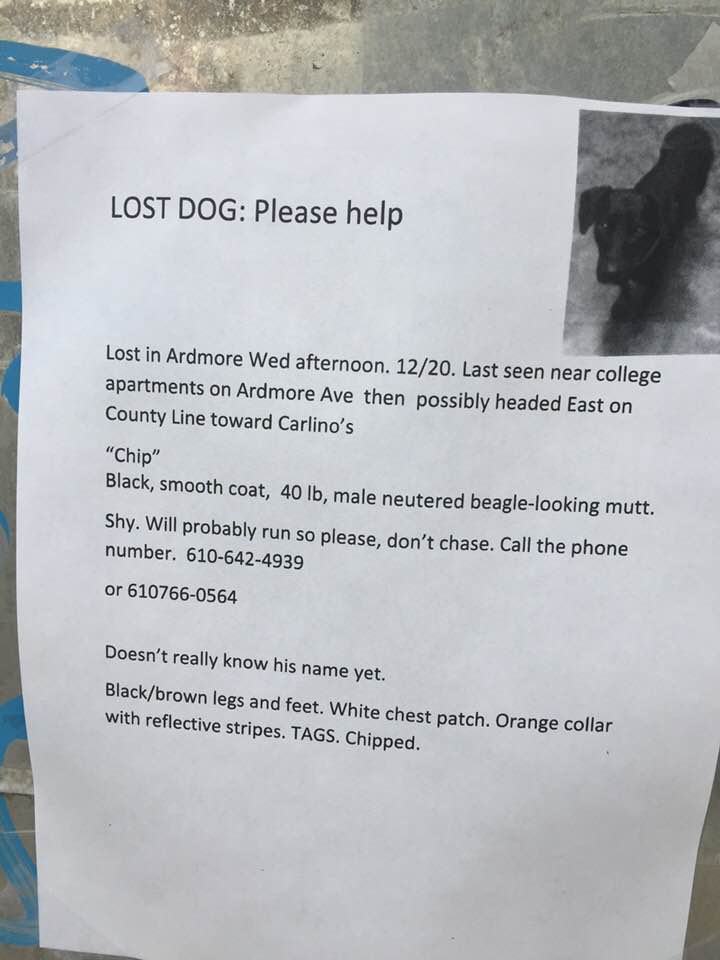 LOST DOG: Please help
Lost in Ardmore Wed afternoon. 12/20. Last seen near college
apartments on Ardmore Ave then possibly headed East on
County Line toward Carlino's
"Chip"
Black, smooth coat, 40 lb, male neutered beagle-looking mutt.
Shy. Will probably run so please, don't chase. Call the phone
number. 610-642-4939
or 610766-0564
Doesn't really know his name yet.
Black/brown legs and feet. White chest patch. Orange collar
with reflective stripes. TAGS. Chipped.